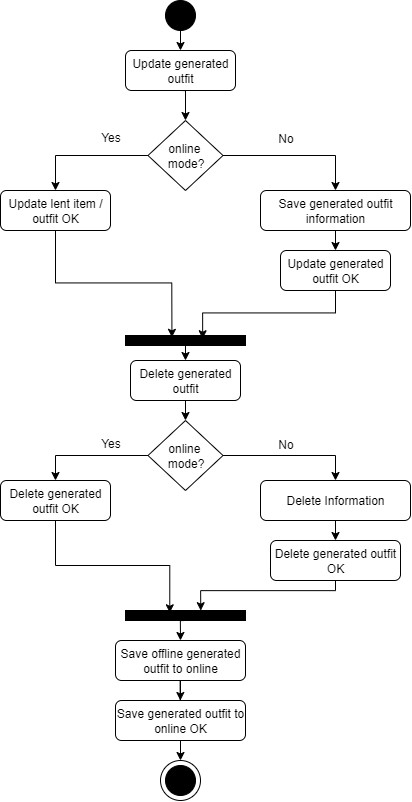 Update generated
outfit
Yes
No
online
mode?
Update lent item /
outfit OK
Save generated outfit
information
Update generated
outfit OK
Delete generated
outfit
Yes
No
online
mode?
Delete generated
outfit OK
Delete Information
Delete generated outfit
OK
Save offline generated
outfit to online
Save generated outfit to
online OK